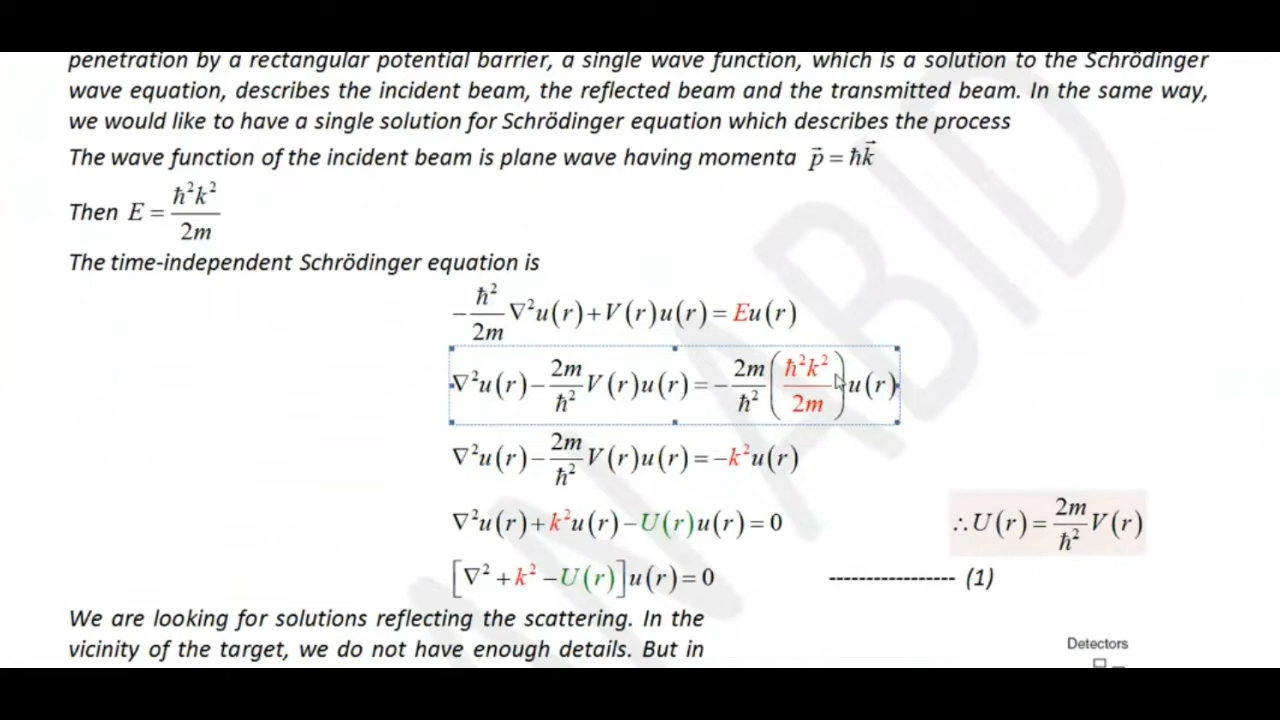 penetration by a rectangular potential barrier, a single wave function, which is a solution to the Schrödinger
wave equation, describes the incident beam, the reflected beam and the transmitted beam. In the same way,
we would like to have a single solution for Schrödinger equation which describes the process
The wave function of the incident beam is plane wave having momenta p⃗ = ħk⃗
Then E = ħ²k²/2m
The time-independent Schrödinger equation is
-ħ²/2m ∇²u(r)+V(r)u(r)= Eu(r)
∇²u(r)− 2m/ħ² V(r)u(r)= − 2m/ħ² (ħ²k²/2m) u(r)
∇²u(r)− 2m/ħ² V(r)u(r)= −k²u(r)
∇²u(r)+k²u(r)−U(r)u(r)=0 ∴U(r)= 2m/ħ² V(r)
[∇² +k² −U(r)]u(r)=0 ----------------- (1)
We are looking for solutions reflecting the scattering. In the
vicinity of the target, we do not have enough details. But in
Detectors